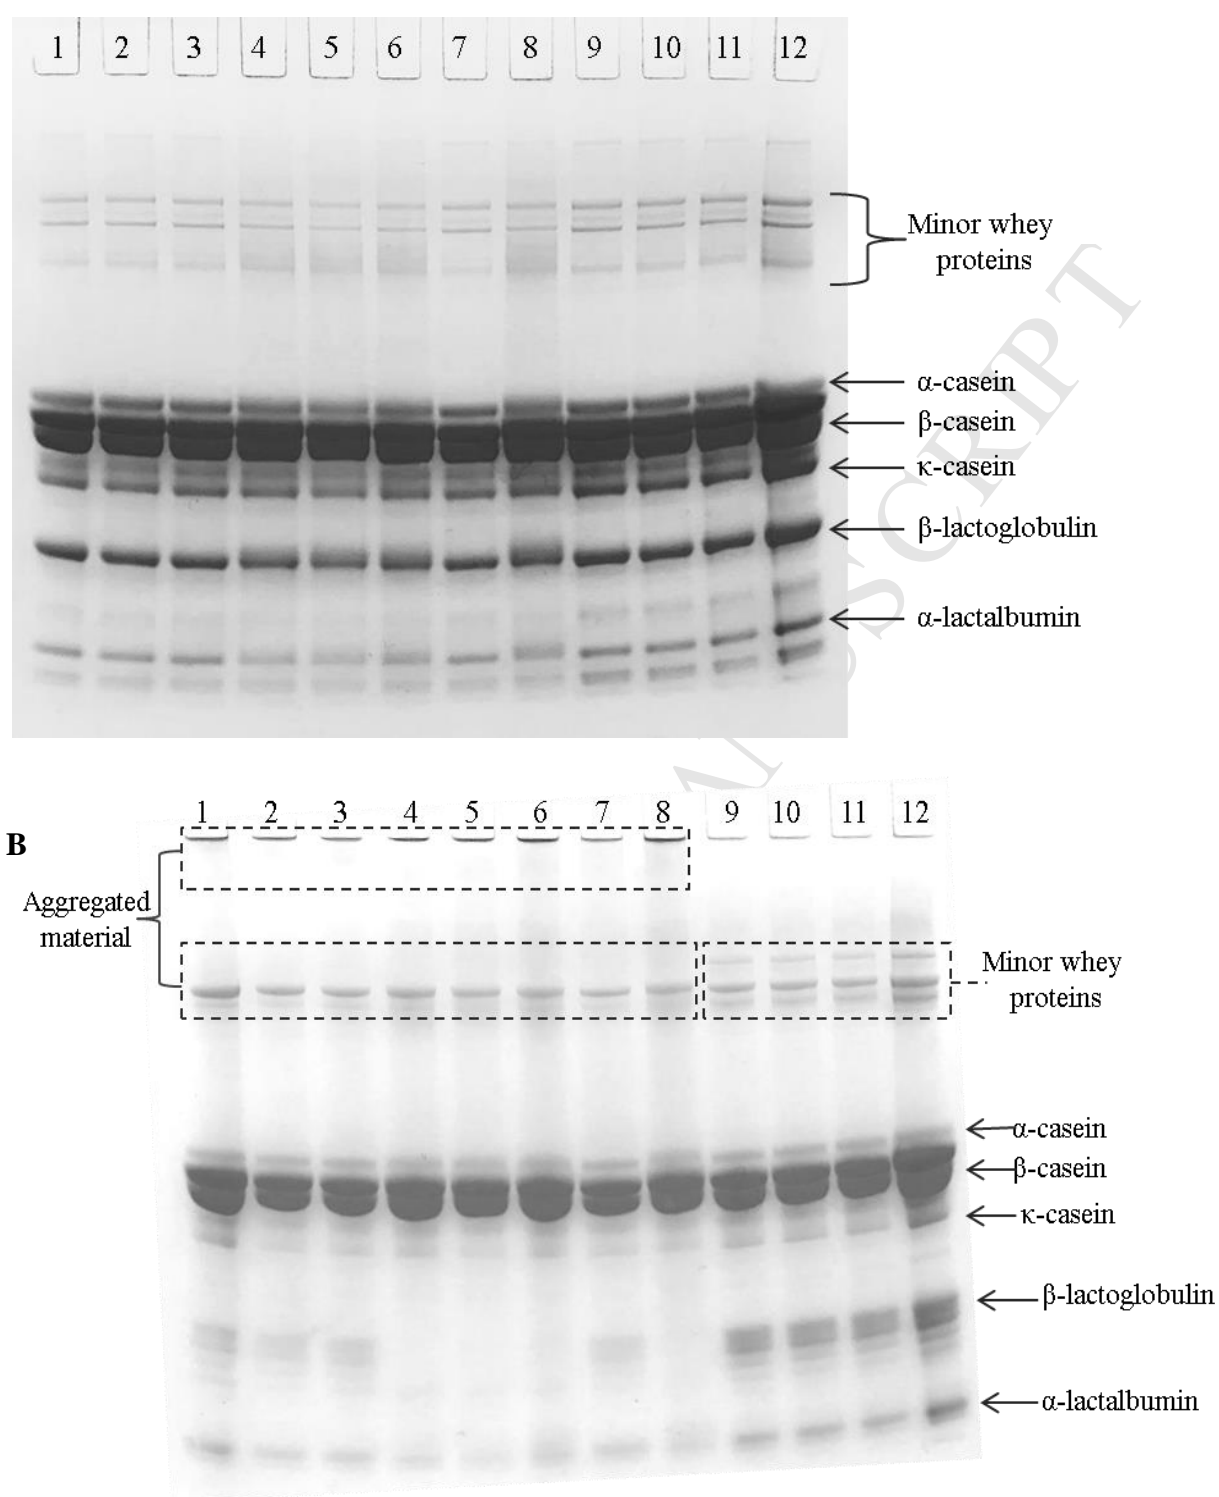 1 2 3 4 5 6 7 8 9 10 11 12
Minor whey
proteins
α-casein
β-casein
κ-casein
β-lactoglobulin
α-lactalbumin
B
1 2 3 4 5 6 7 8 9 10 11 12
Aggregated
material
Minor whey
proteins
α-casein
β-casein
κ-casein
β-lactoglobulin
α-lactalbumin